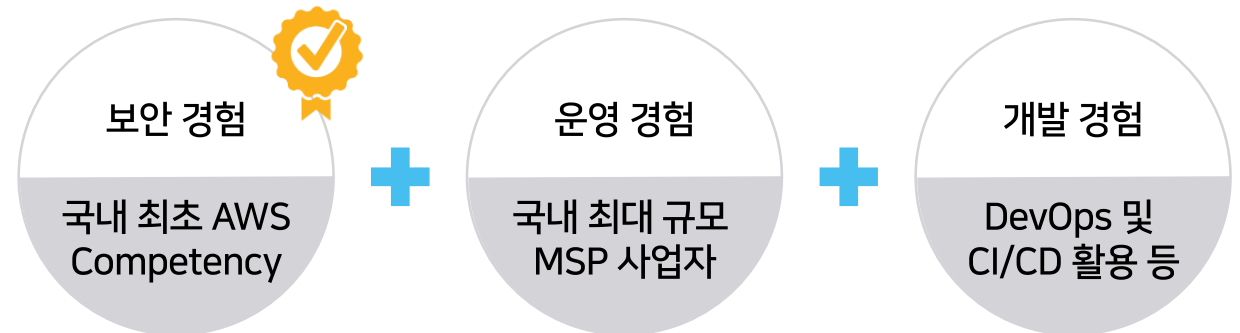 보안 경험
국내 최초 AWS
Competency
운영 경험
국내 최대 규모
MSP 사업자
개발 경험
DevOps 및
CI/CD 활용 등